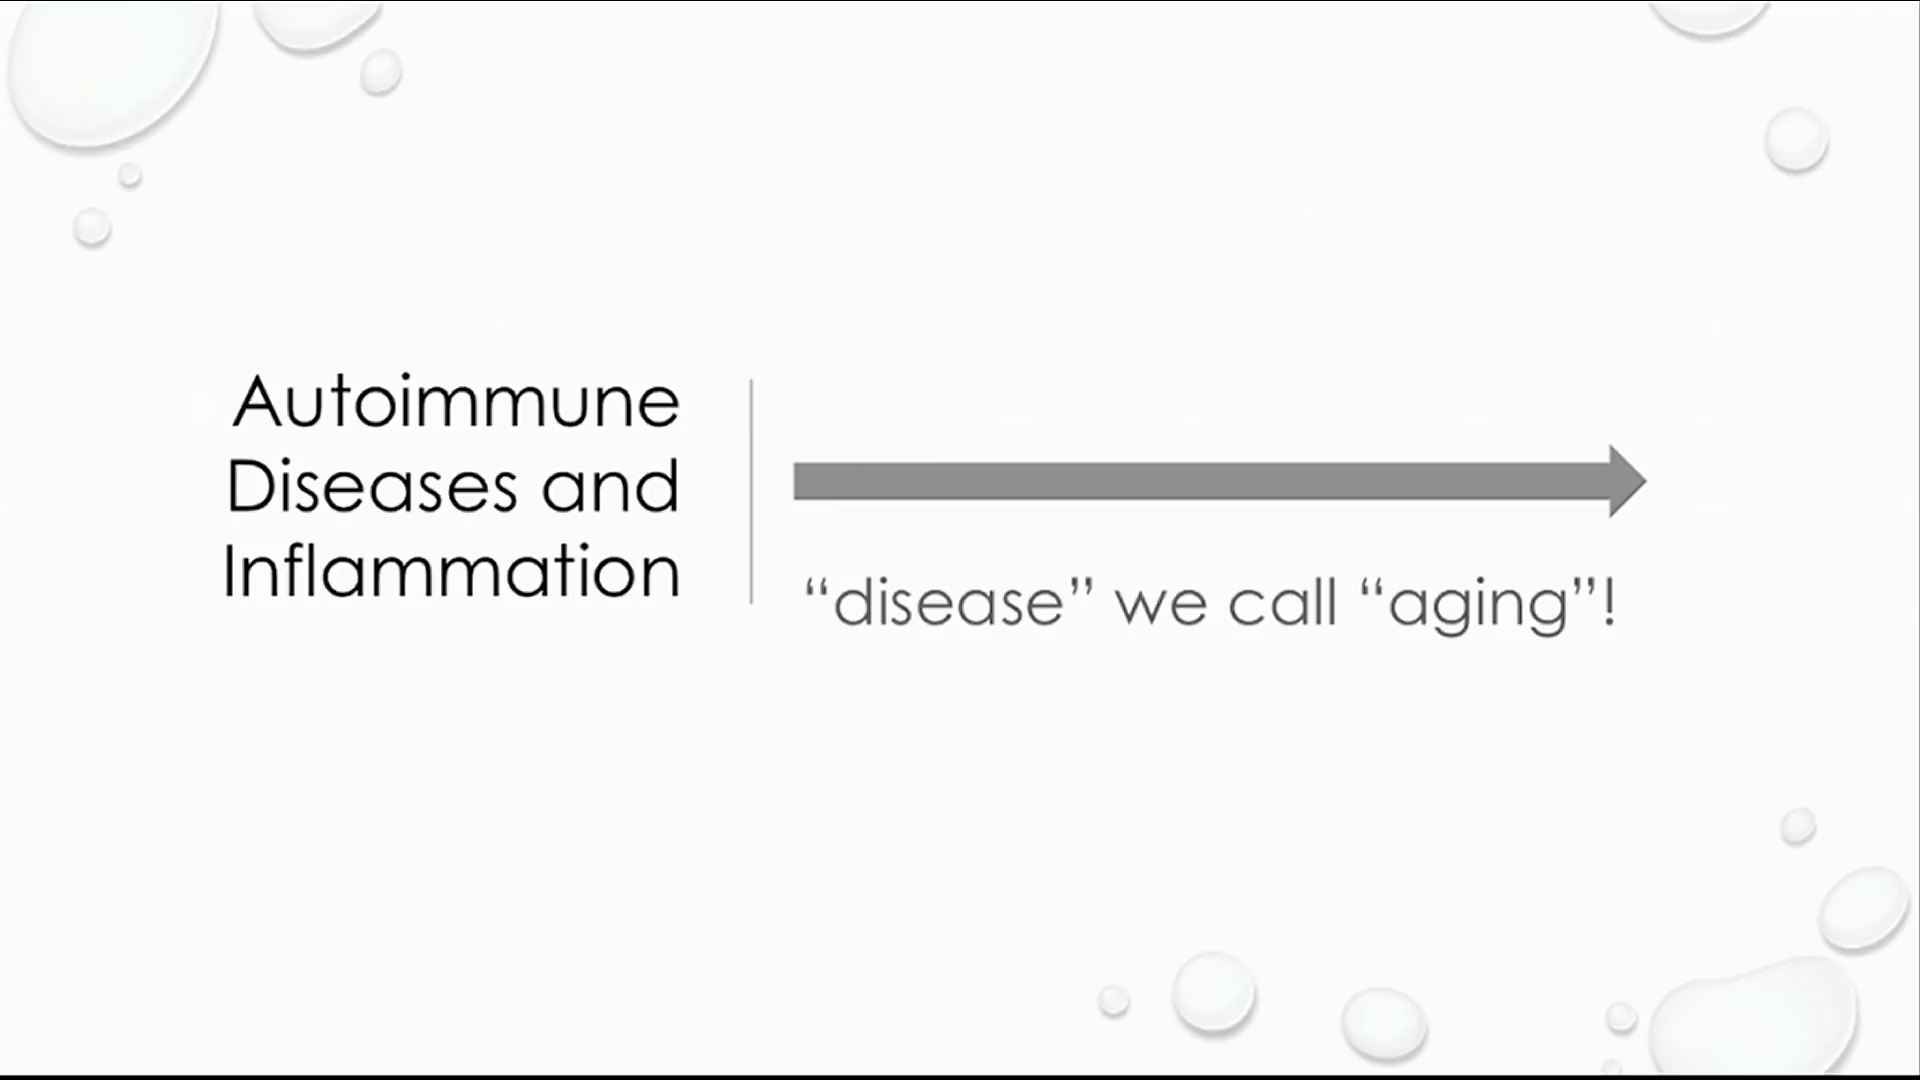 Autoimmune
Diseases and
Inflammation
“disease” we call “aging”!